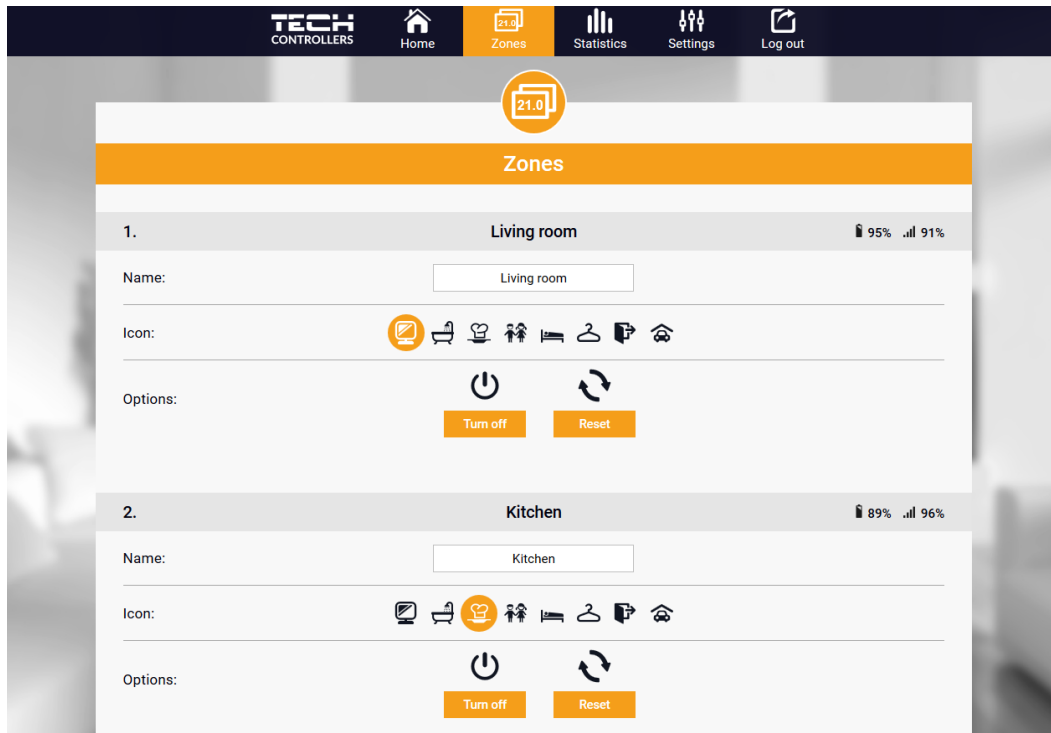 TECH
CONTROLLERS
Home
21.0
Zones
Statistics
Settings
Log out
21.0
Zones
1. Living room 95% 91%
Name: Living room
Icon:
Options:
Turn off Reset
2. Kitchen 89% 96%
Name: Kitchen
Icon:
Options:
Turn off Reset